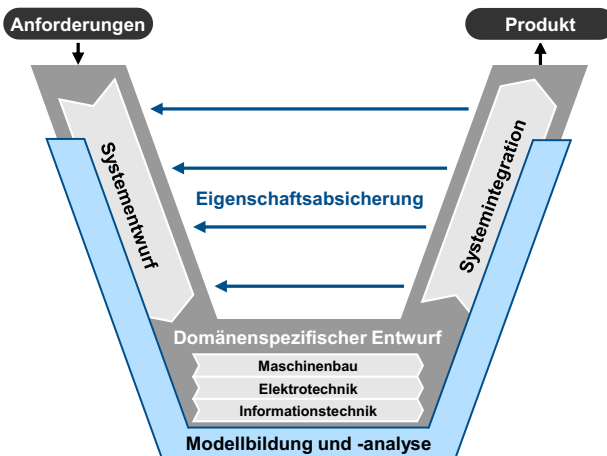 Anforderungen
Produkt
Systementwurf
Eigenschaftsabsicherung
Systemintegration
Domänenspezifischer Entwurf
Maschinenbau
Elektrotechnik
Informationstechnik
Modellbildung und -analyse